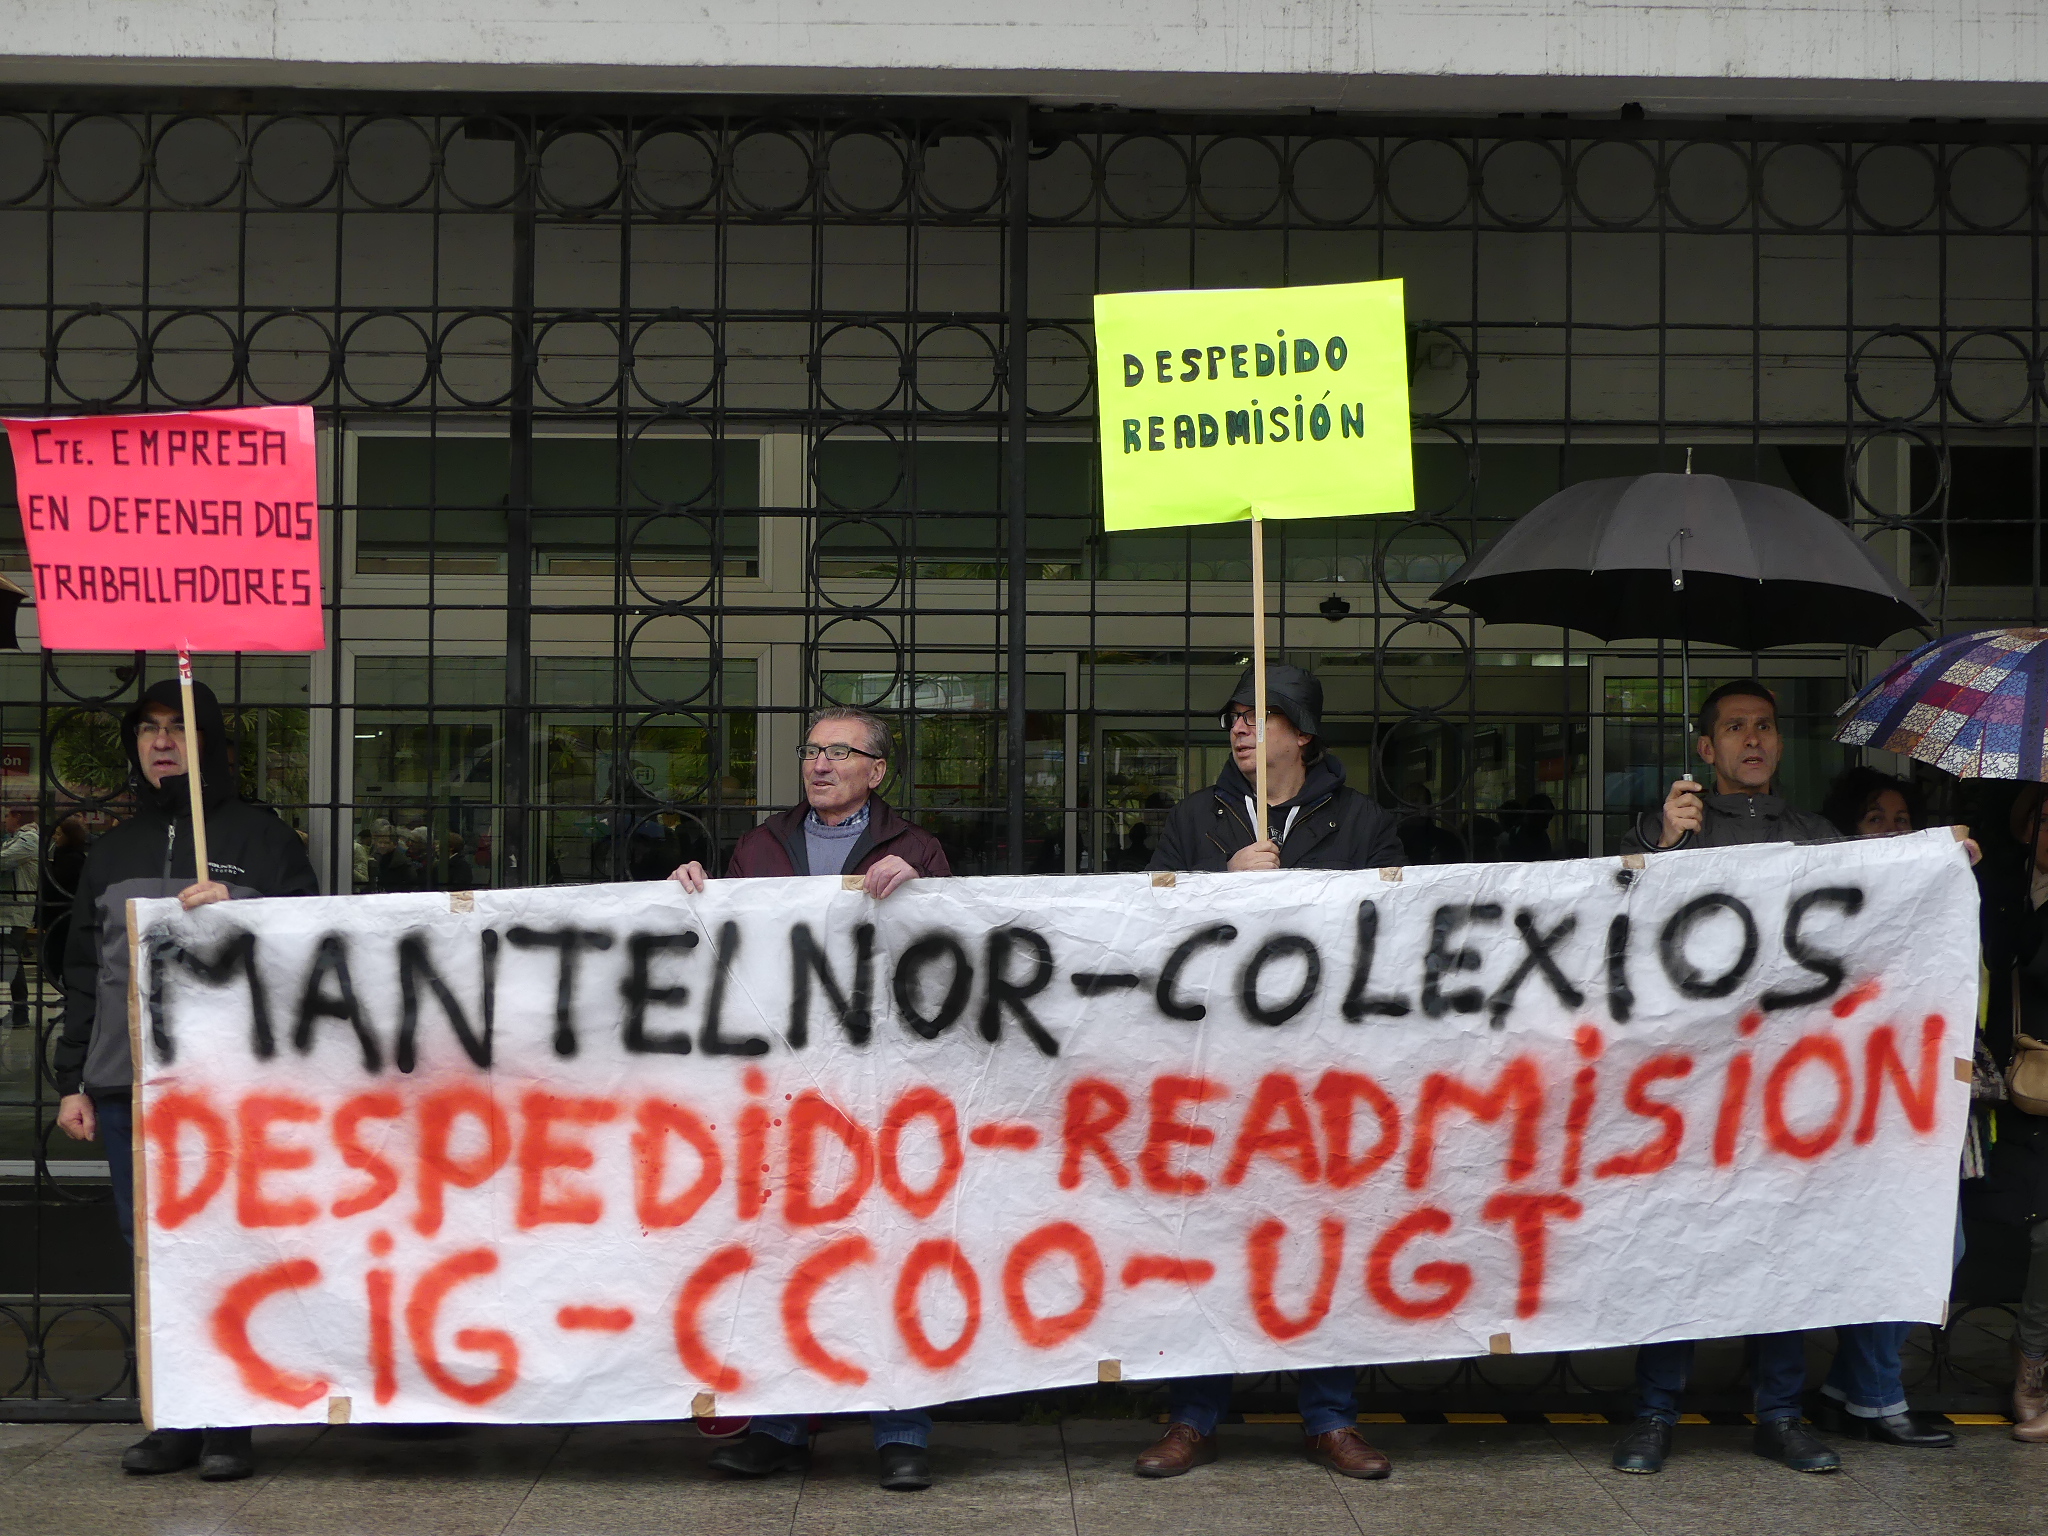 Cte. EMPRESA
EN DEFENSA DOS
TRABALLADORES
DESPEDIDO
READMISIÓN
MANTELNOR-COLEXIOS
DESPEDIDO-READMISIÓN
CIG-CCOO-UGT